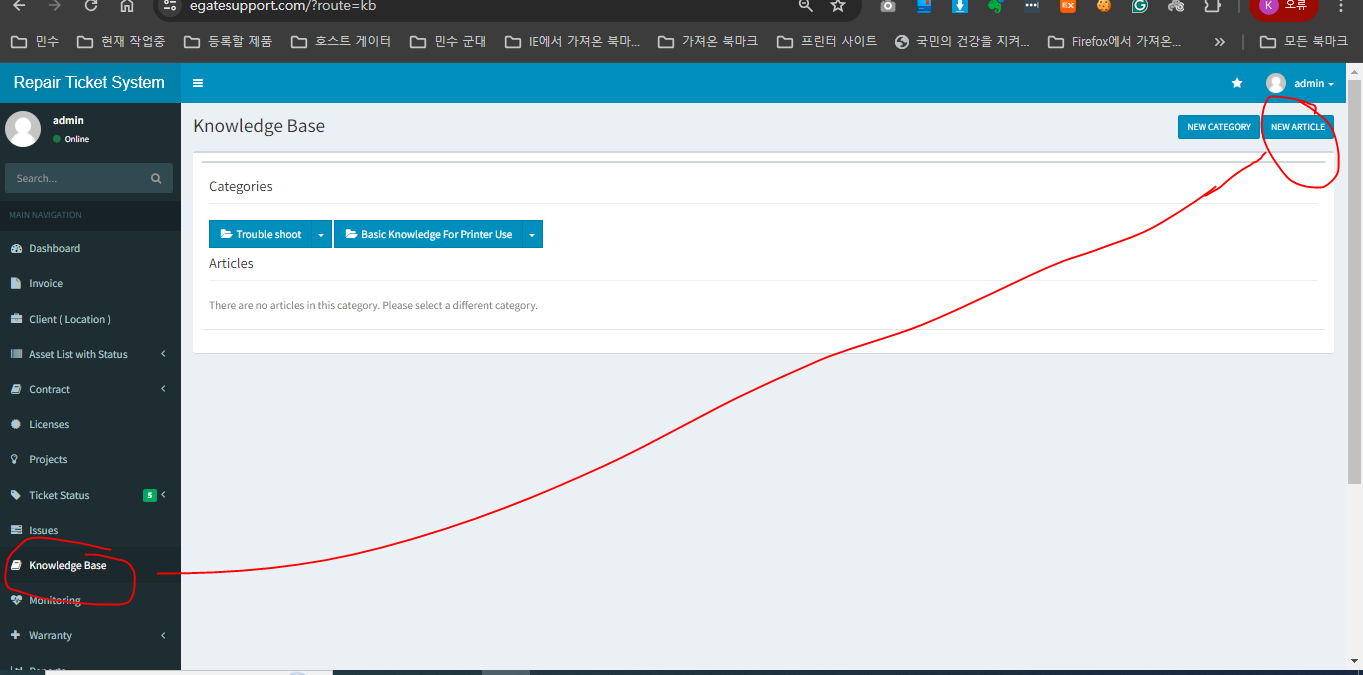 egatesupport.com/?route=kb
EX
K 오류
민수 현재 작업중 등록할 제품 호스트 게이터 민수 군대 IE에서 가져온 북마... 가져온 북마크 프린터 사이트 국민의 건강을 지켜... Firefox에서 가져온... » 모든 북마크
Repair Ticket System
admin
admin
Online
Knowledge Base
NEW CATEGORY
NEW ARTICLE
Search...
MAIN NAVIGATION
Dashboard
Invoice
Client ( Location )
Asset List with Status
Contract
Licenses
Projects
Ticket Status 5
Issues
Knowledge Base
Monitoring
Warranty
Categories
Trouble shoot
Basic Knowledge For Printer Use
Articles
There are no articles in this category. Please select a different category.